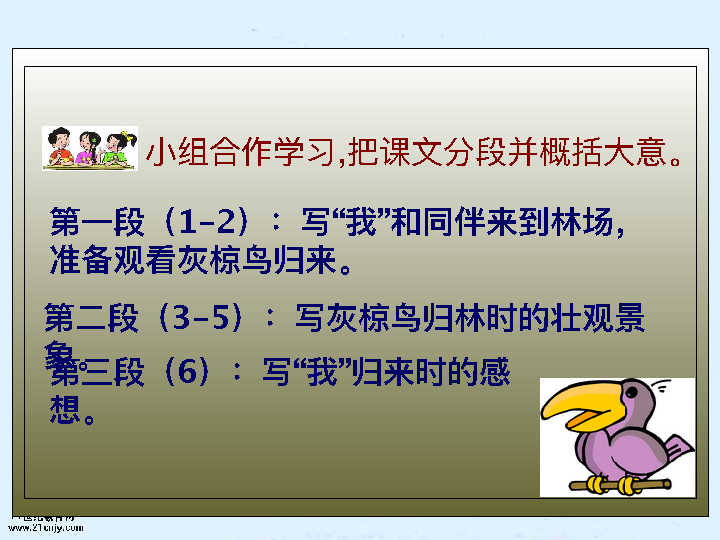 小组合作学习,把课文分段并概括大意。
第一段（1-2）：写“我”和同伴来到林场，
准备观看灰椋鸟归来。
第二段（3-5）：写灰椋鸟归林时的壮观景
象。
第三段（6）：写“我”归来时的感
想。
www.21cnjy.com